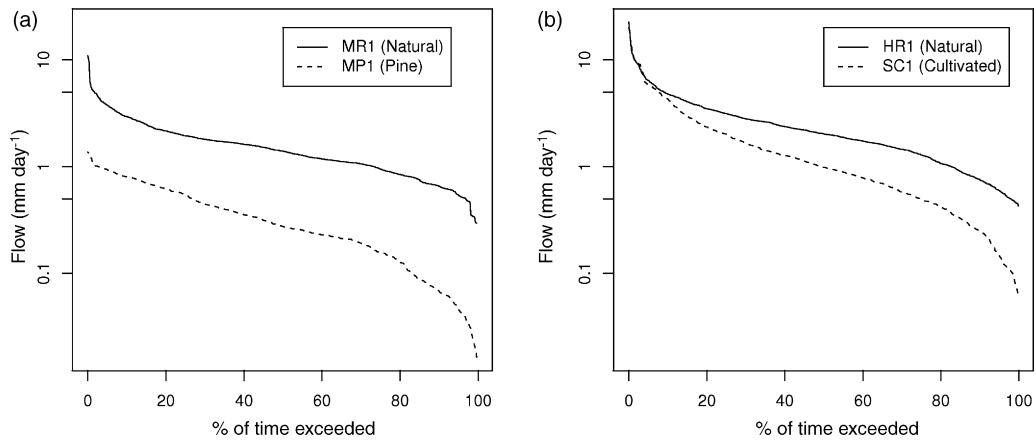 (a)
MR1 (Natural)
MP1 (Pine)
Flow (mm day⁻¹)
10
1
0.1
0 20 40 60 80 100
% of time exceeded
(b)
HR1 (Natural)
SC1 (Cultivated)
Flow (mm day⁻¹)
10
1
0.1
0 20 40 60 80 100
% of time exceeded